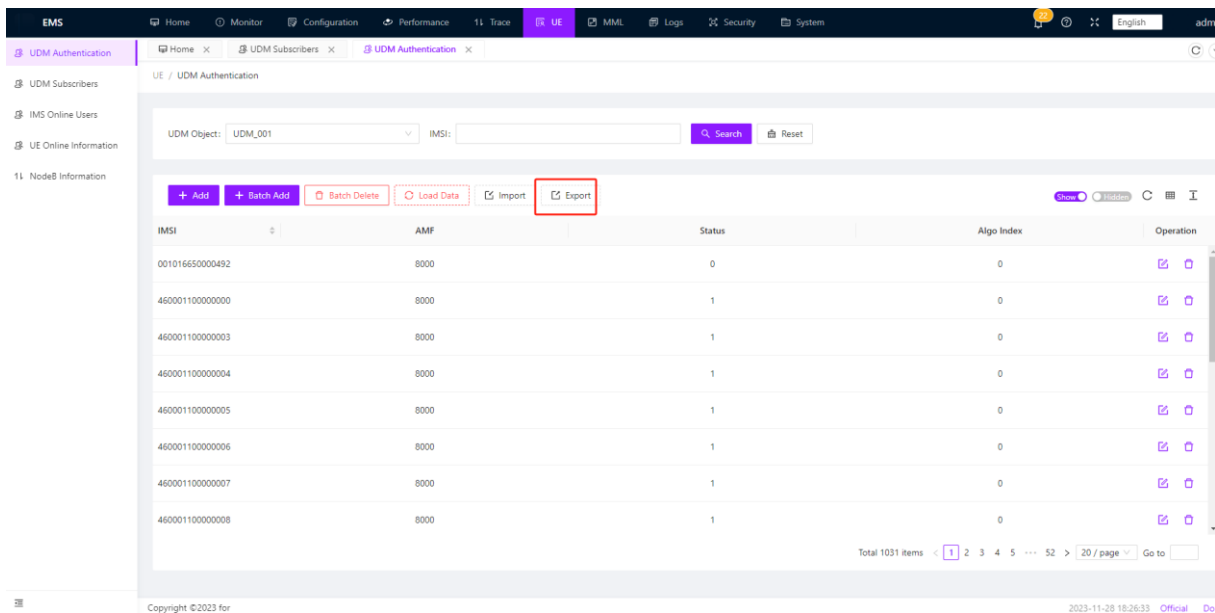 EMS Home Monitor Configuration Performance Trace UE MML Logs Security System 22 English adm
UDM Authentication
UDM Subscribers
IMS Online Users
UE Online Information
NodeB Information
Home UDM Subscribers UDM Authentication
UE / UDM Authentication
UDM Object: UDM_001 IMSI: Search Reset
+ Add + Batch Add Batch Delete Load Data Import Export Show Hidden
IMSI AMF Status Algo Index Operation
001016650000492 8000 0 0
460001100000000 8000 1 0
460001100000003 8000 1 0
460001100000004 8000 1 0
460001100000005 8000 1 0
460001100000006 8000 1 0
460001100000007 8000 1 0
460001100000008 8000 1 0
Total 1031 items < 1 2 3 4 5 ··· 52 > 20 / page Go to
Copyright ©2023 for 2023-11-28 18:26:33 Official Do